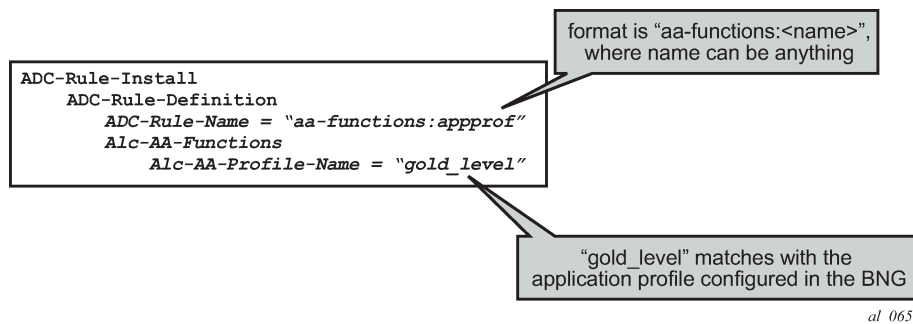 format is “aa-functions:<name>”,
where name can be anything
ADC-Rule-Install
ADC-Rule-Definition
ADC-Rule-Name = “aa-functions:appprof”
Alc-AA-Functions
Alc-AA-Profile-Name = “gold_level”
“gold_level” matches with the
application profile configured in the BNG
al_065